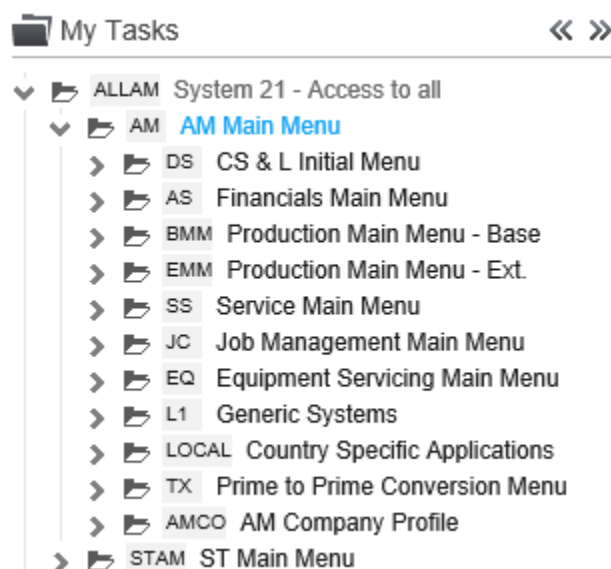 My Tasks
ALLAM System 21 - Access to all
AM AM Main Menu
DS CS & L Initial Menu
AS Financials Main Menu
BMM Production Main Menu - Base
EMM Production Main Menu - Ext.
SS Service Main Menu
JC Job Management Main Menu
EQ Equipment Servicing Main Menu
L1 Generic Systems
LOCAL Country Specific Applications
TX Prime to Prime Conversion Menu
AMCO AM Company Profile
STAM ST Main Menu